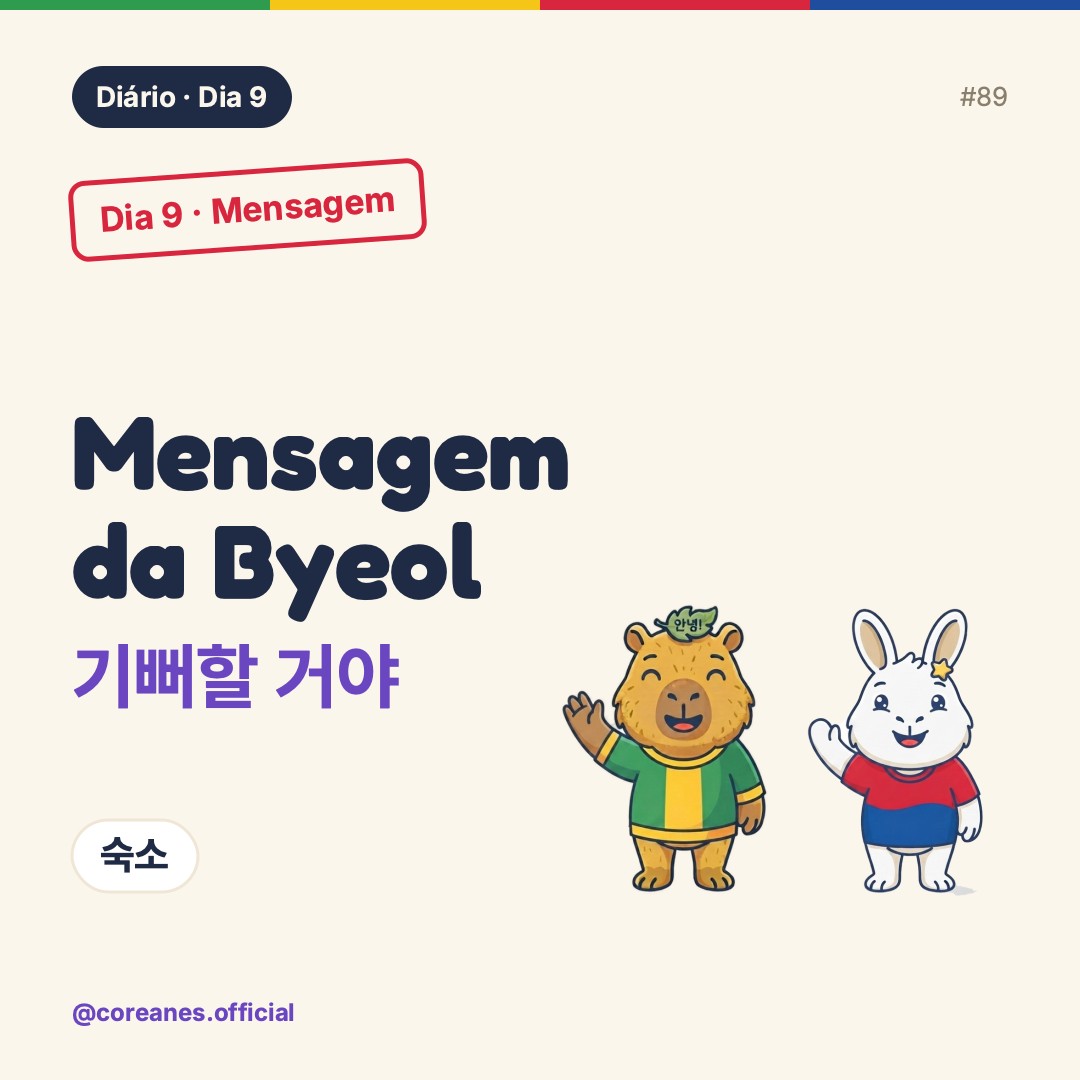 Diário · Dia 9
#89
Dia 9 · Mensagem
Mensagem
da Byeol
기뻐할 거야
안녕!
숙소
@coreanes.official